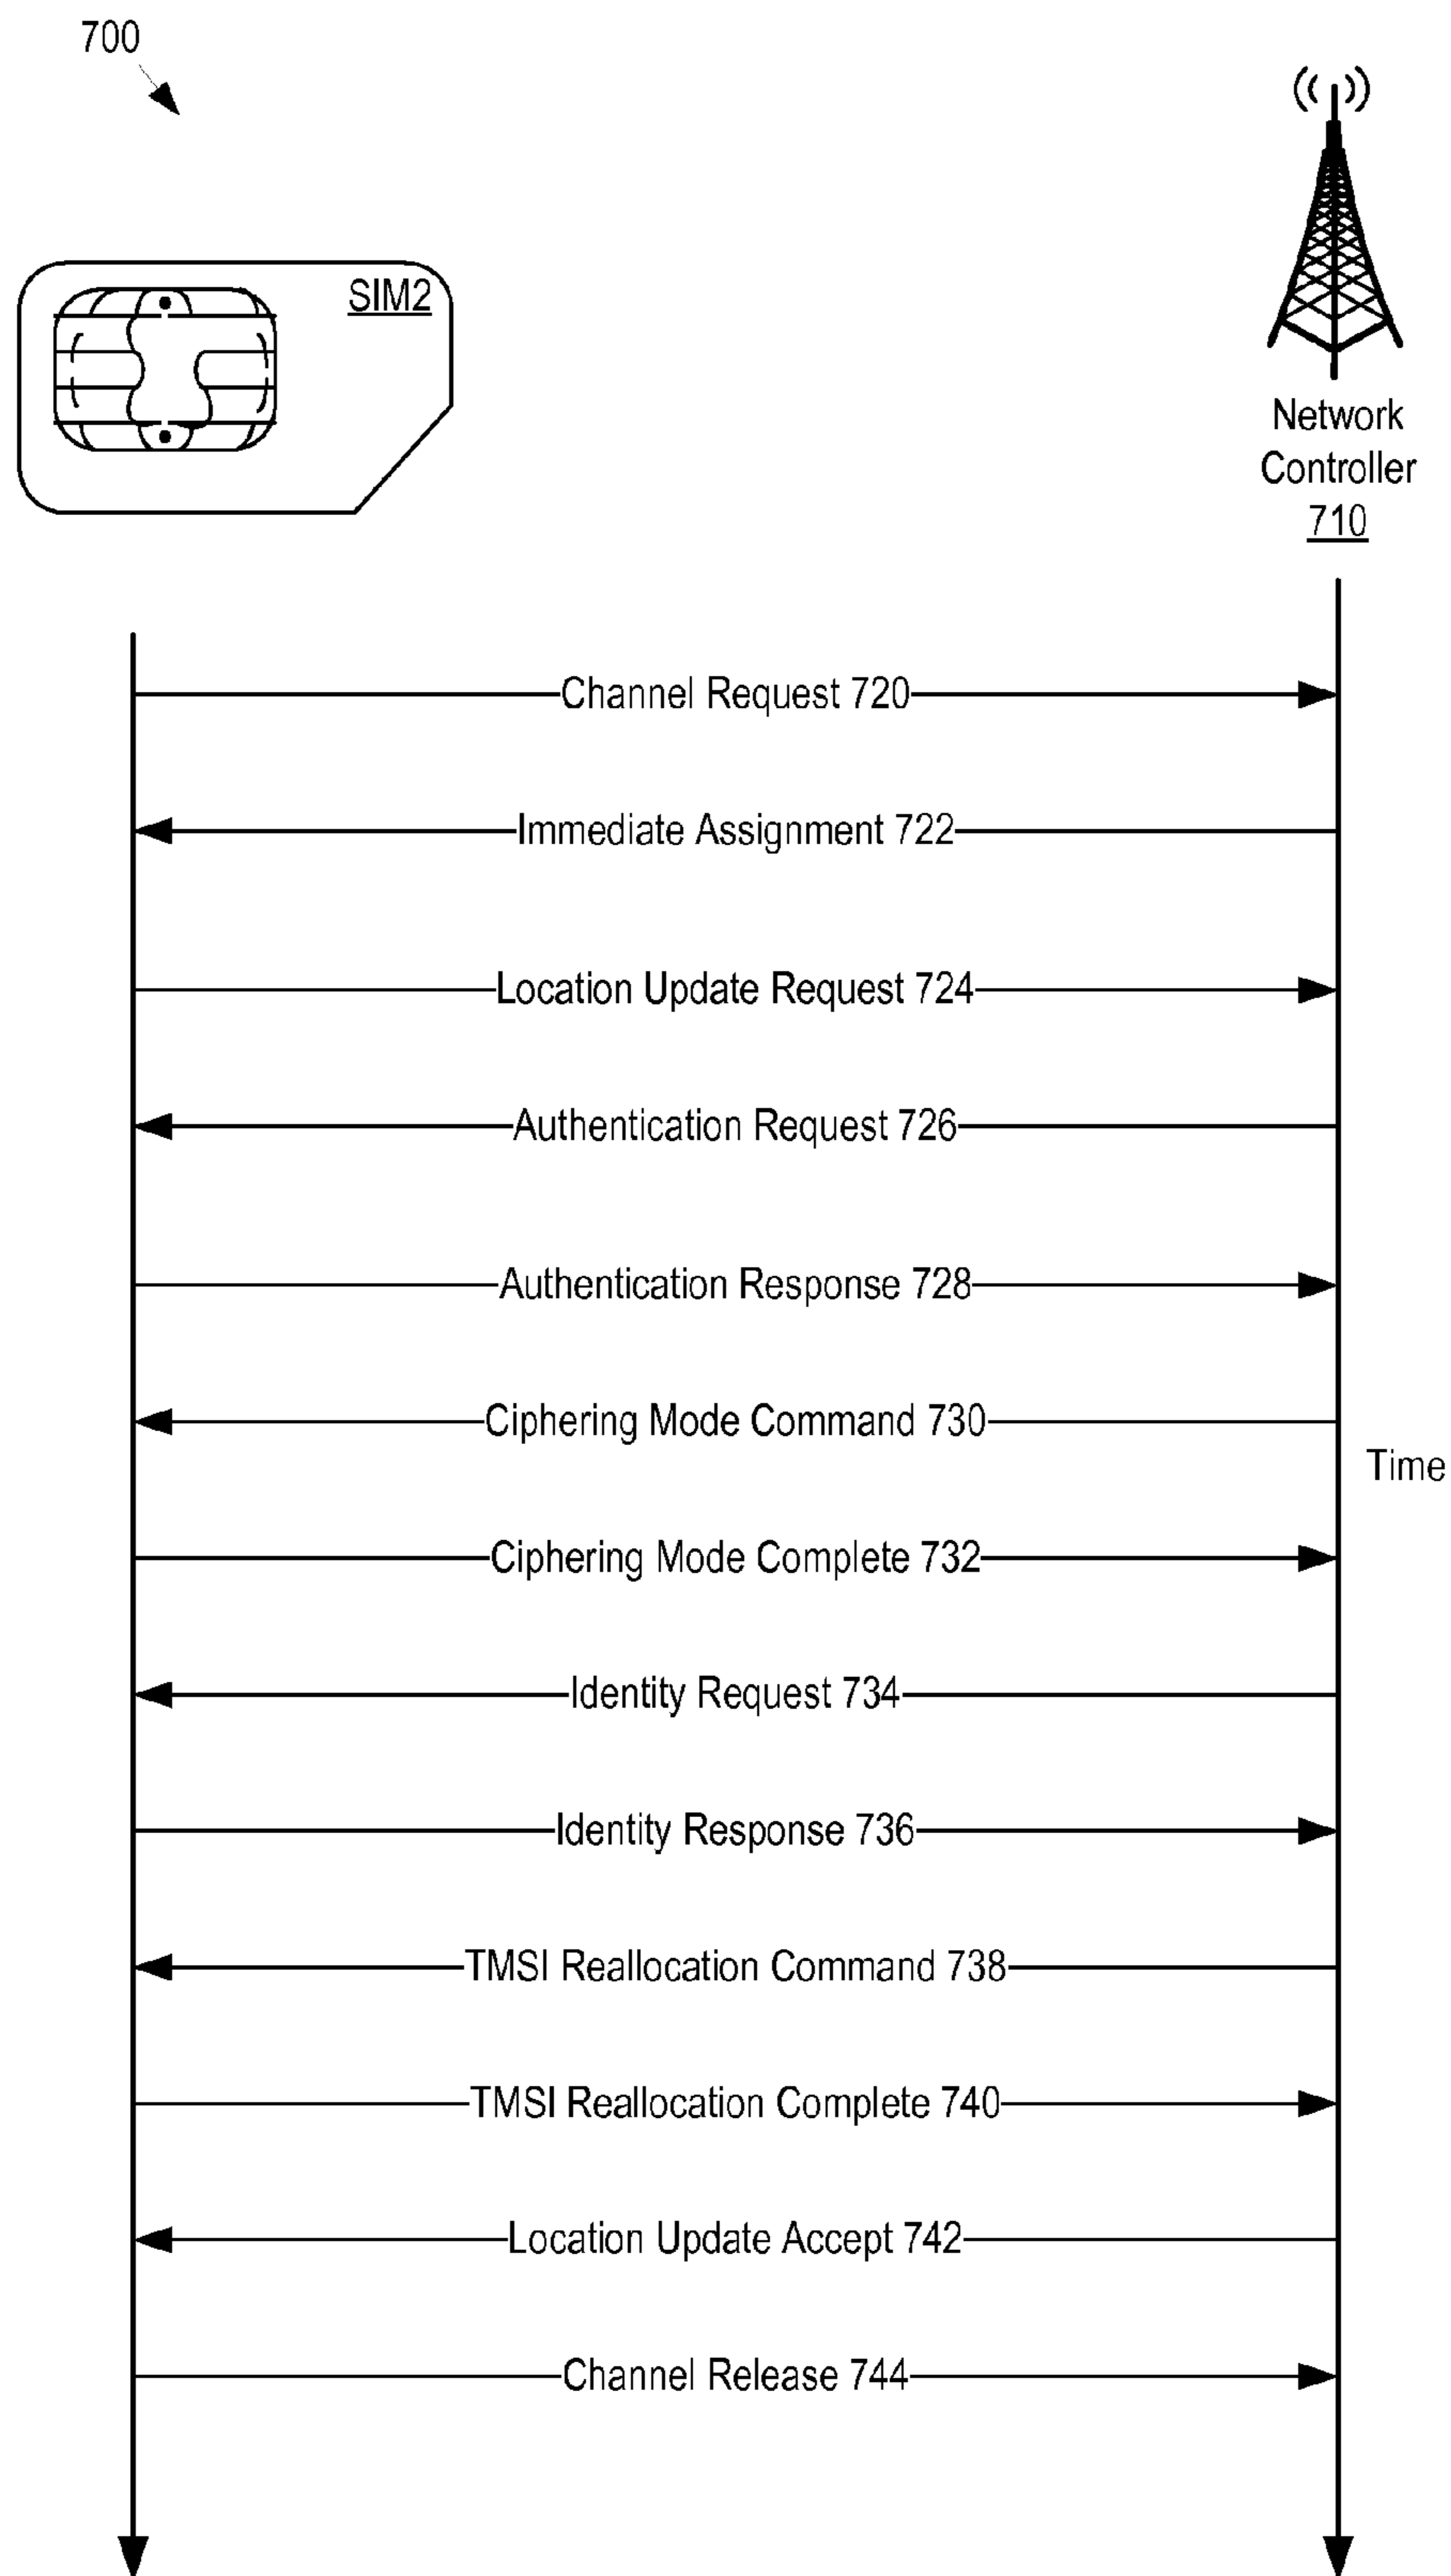 700
SIM2
Network
Controller
710
Channel Request 720
Immediate Assignment 722
Location Update Request 724
Authentication Request 726
Authentication Response 728
Ciphering Mode Command 730
Time
Ciphering Mode Complete 732
Identity Request 734
Identity Response 736
TMSI Reallocation Command 738
TMSI Reallocation Complete 740
Location Update Accept 742
Channel Release 744